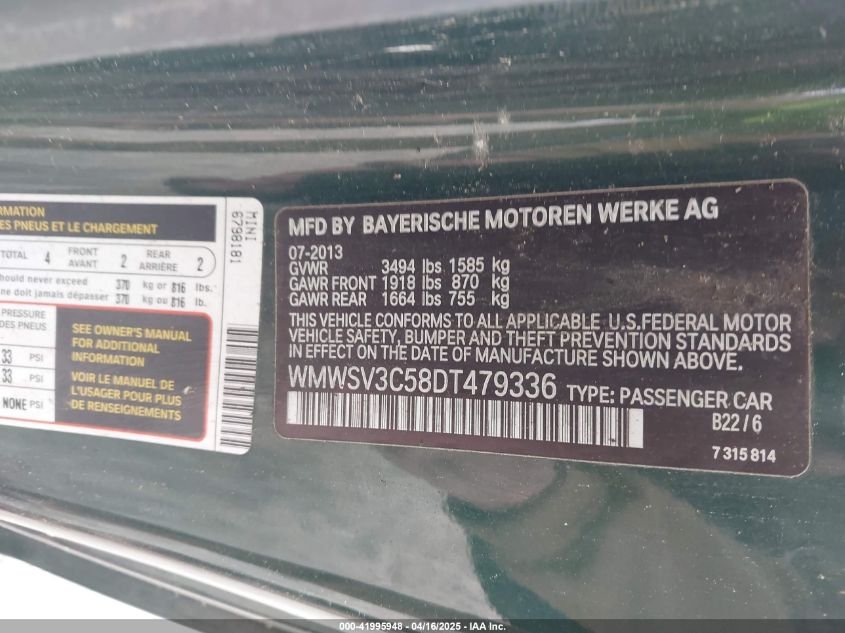 RMATION
DES PNEUS ET LE CHARGEMENT
TOTAL 4 FRONT AVANT 2 REAR ARRIÈRE 2
hould never exceed 370 kg or 816 lbs.
ne doit jamais dépasser 370 kg ou 816 lb.
PRESSURE
DES PNEUS
33 PSI
33 PSI
NONE PSI
SEE OWNER'S MANUAL
FOR ADDITIONAL
INFORMATION
VOIR LE MANUEL DE
L'USAGER POUR PLUS
DE RENSEIGNEMENTS
MINI
6798181
MFD BY BAYERISCHE MOTOREN WERKE AG
07-2013
GVWR 3494 lbs 1585 kg
GAWR FRONT 1918 lbs 870 kg
GAWR REAR 1664 lbs 755 kg
THIS VEHICLE CONFORMS TO ALL APPLICABLE U.S.FEDERAL MOTOR
VEHICLE SAFETY, BUMPER AND THEFT PREVENTION STANDARDS
IN EFFECT ON THE DATE OF MANUFACTURE SHOWN ABOVE.
WMWSV3C58DT479336 TYPE: PASSENGER CAR
B22/6
7 315 814
000-41995948 - 04/16/2025 - IAA Inc.